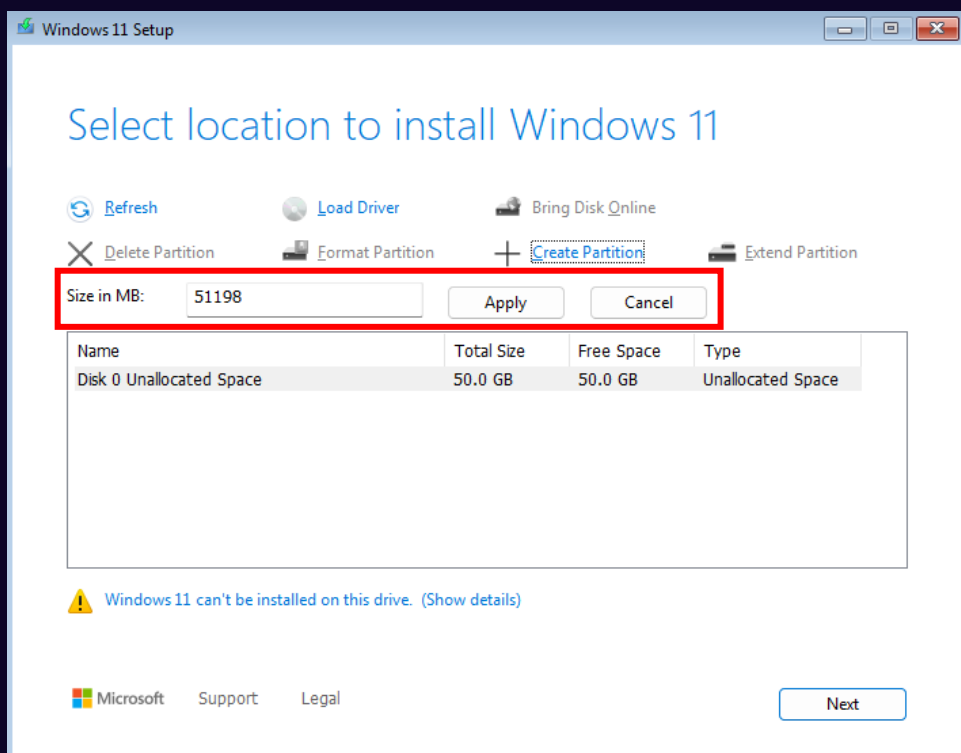 Windows 11 Setup
Select location to install Windows 11
Refresh Load Driver Bring Disk Online
Delete Partition Format Partition Create Partition Extend Partition
Size in MB: 51198 Apply Cancel
Name Total Size Free Space Type
Disk 0 Unallocated Space 50.0 GB 50.0 GB Unallocated Space
Windows 11 can't be installed on this drive. (Show details)
Microsoft Support Legal Next